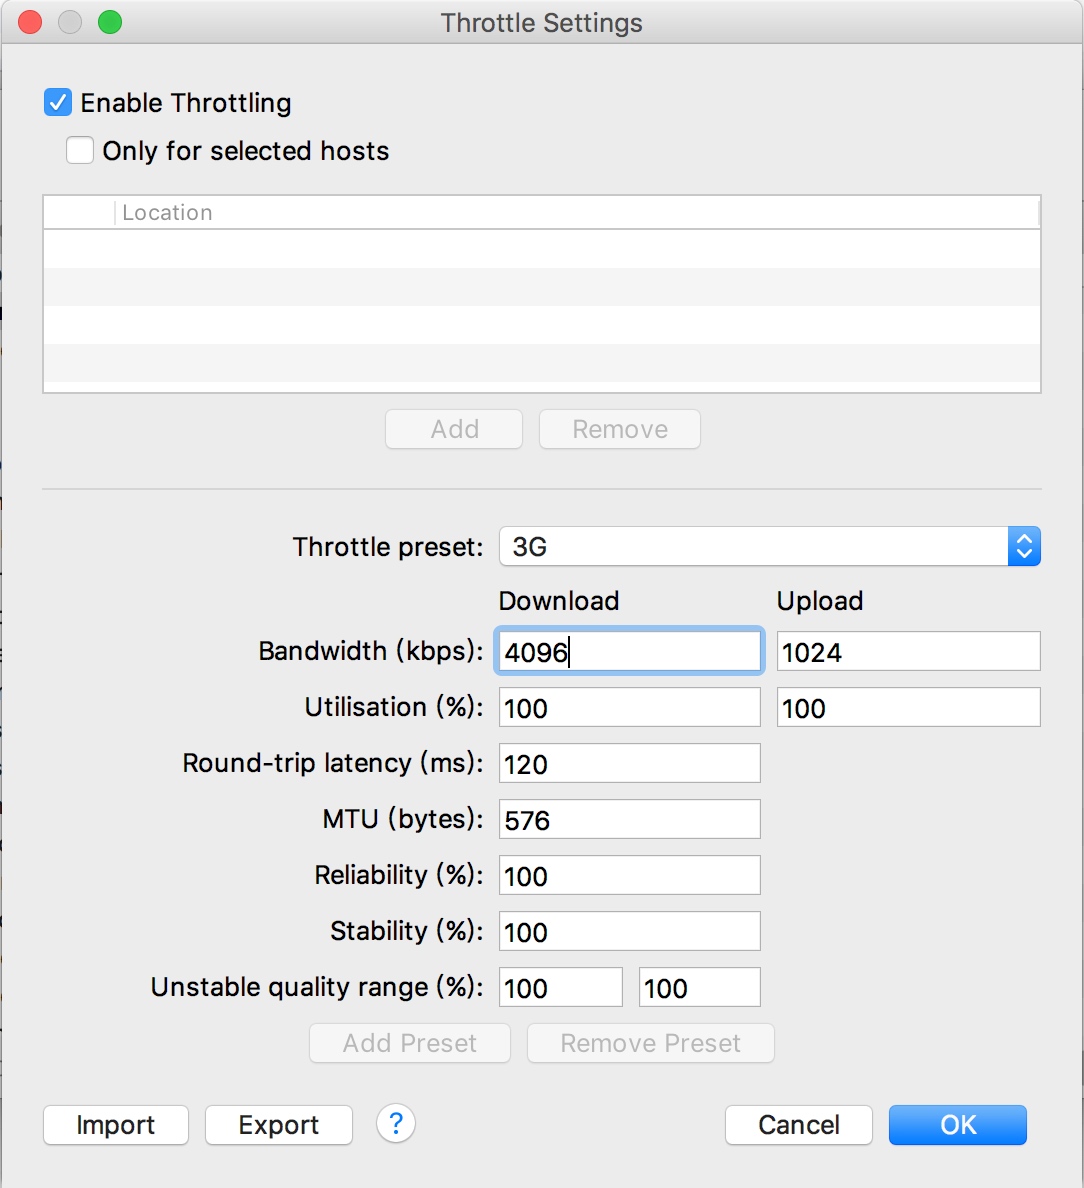 Throttle Settings
Enable Throttling
Only for selected hosts
Location
Add Remove
Throttle preset: 3G
Download Upload
Bandwidth (kbps): 4096 1024
Utilisation (%): 100 100
Round-trip latency (ms): 120
MTU (bytes): 576
Reliability (%): 100
Stability (%): 100
Unstable quality range (%): 100 100
Add Preset Remove Preset
Import Export ? Cancel OK